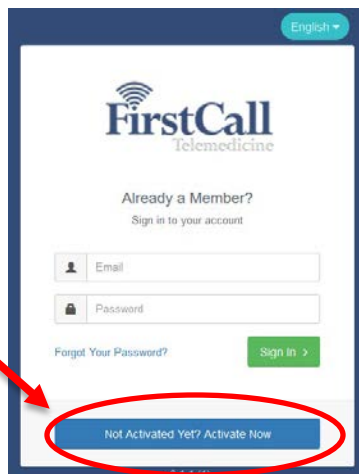 English
FirstCall
Telemedicine
Already a Member?
Sign in to your account
Email
Password
Forgot Your Password?
Sign In >
Not Activated Yet? Activate Now